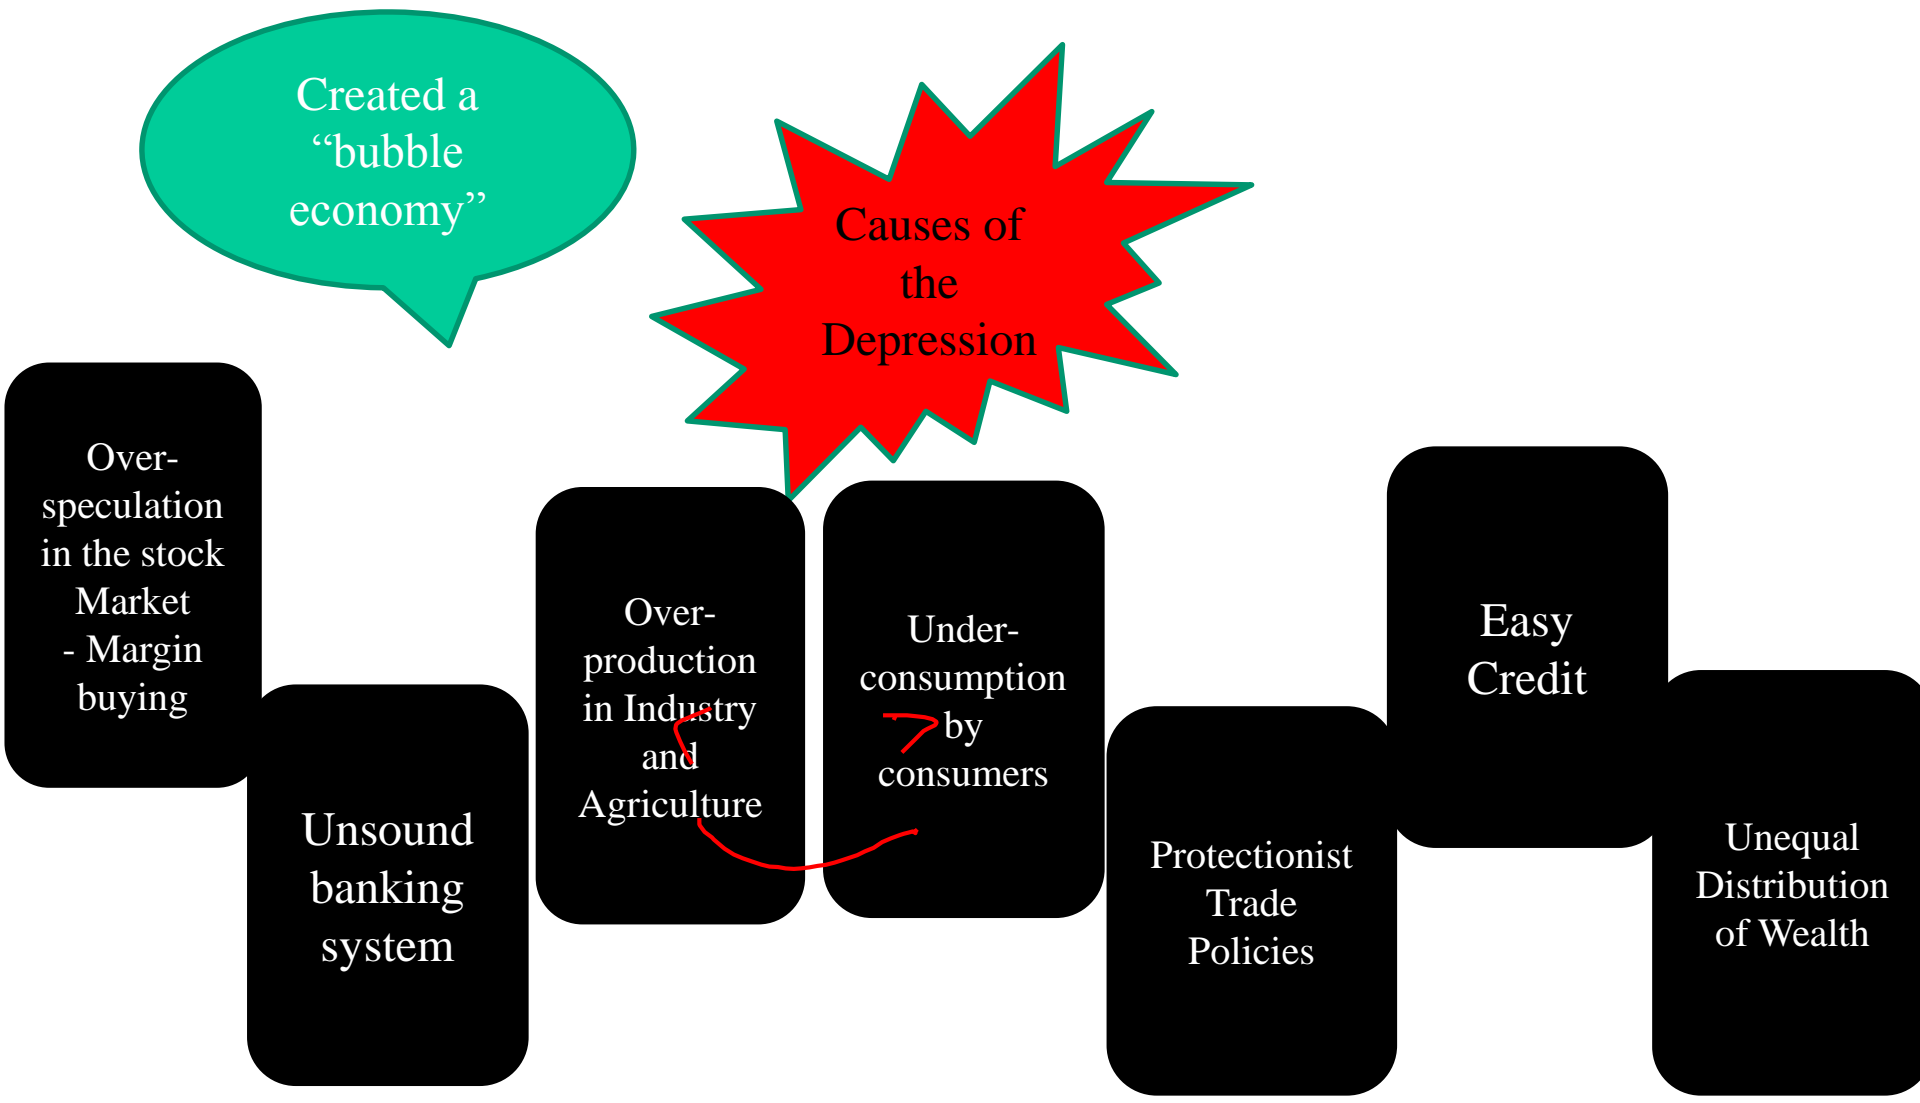 Created a
“bubble
economy”
Causes of
the
Depression
Over-
speculation
in the stock
Market
- Margin
buying
Unsound
banking
system
Over-
production
in Industry
and
Agriculture
Under-
consumption
by
consumers
Protectionist
Trade
Policies
Easy
Credit
Unequal
Distribution
of Wealth